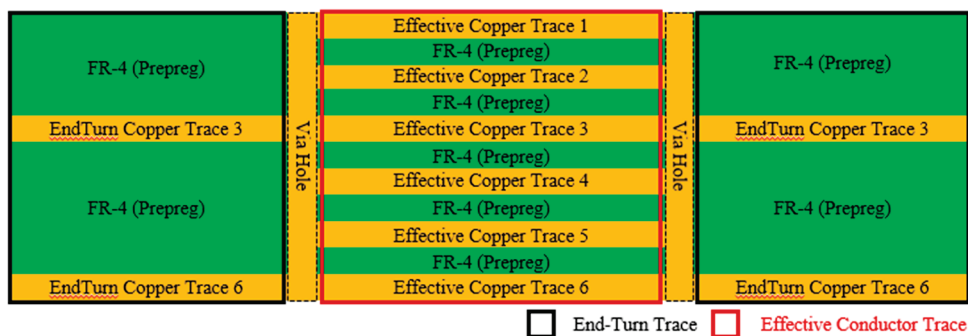 FR-4 (Prepreg)
EndTurn Copper Trace 3
FR-4 (Prepreg)
EndTurn Copper Trace 6
Via Hole
Effective Copper Trace 1
FR-4 (Prepreg)
Effective Copper Trace 2
FR-4 (Prepreg)
Effective Copper Trace 3
FR-4 (Prepreg)
Effective Copper Trace 4
FR-4 (Prepreg)
Effective Copper Trace 5
FR-4 (Prepreg)
Effective Copper Trace 6
Via Hole
FR-4 (Prepreg)
EndTurn Copper Trace 3
FR-4 (Prepreg)
EndTurn Copper Trace 6
End-Turn Trace
Effective Conductor Trace